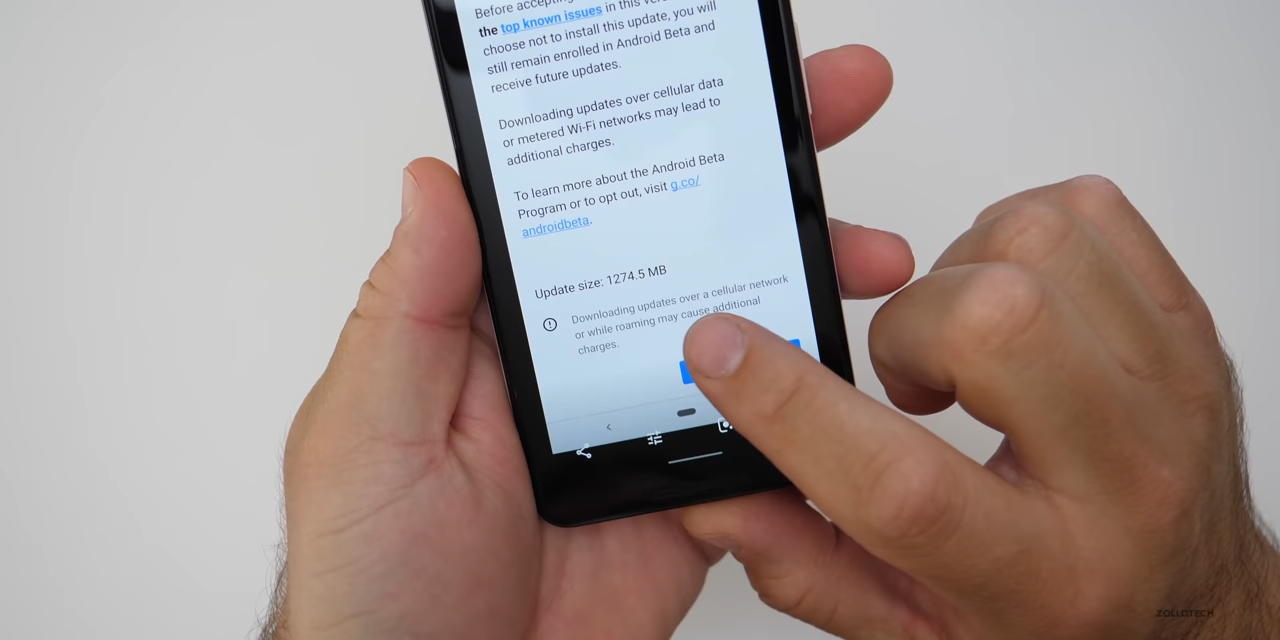 Before accepting
the top known issues in this
choose not to install this update, you will
still remain enrolled in Android Beta and
receive future updates.
Downloading updates over cellular data
or metered Wi-Fi networks may lead to
additional charges.
To learn more about the Android Beta
Program or to opt out, visit g.co/
androidbeta.
Update size: 1274.5 MB
Downloading updates over a cellular network
or while roaming may cause additional
charges.
ZOLLOTECH